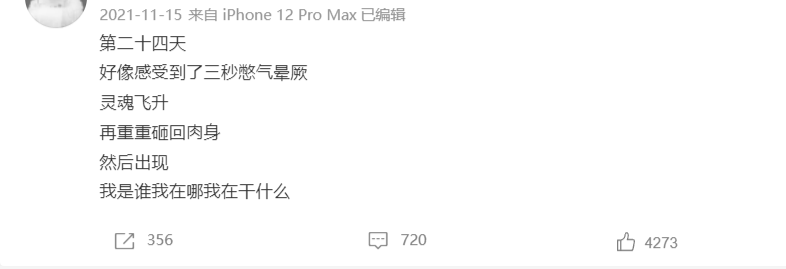 2021-11-15 来自 iPhone 12 Pro Max 已编辑
第二十四天
好像感受到了三秒憋气晕厥
灵魂飞升
再重重砸回肉身
然后出现
我是谁我在哪我在干什么
356 720 4273